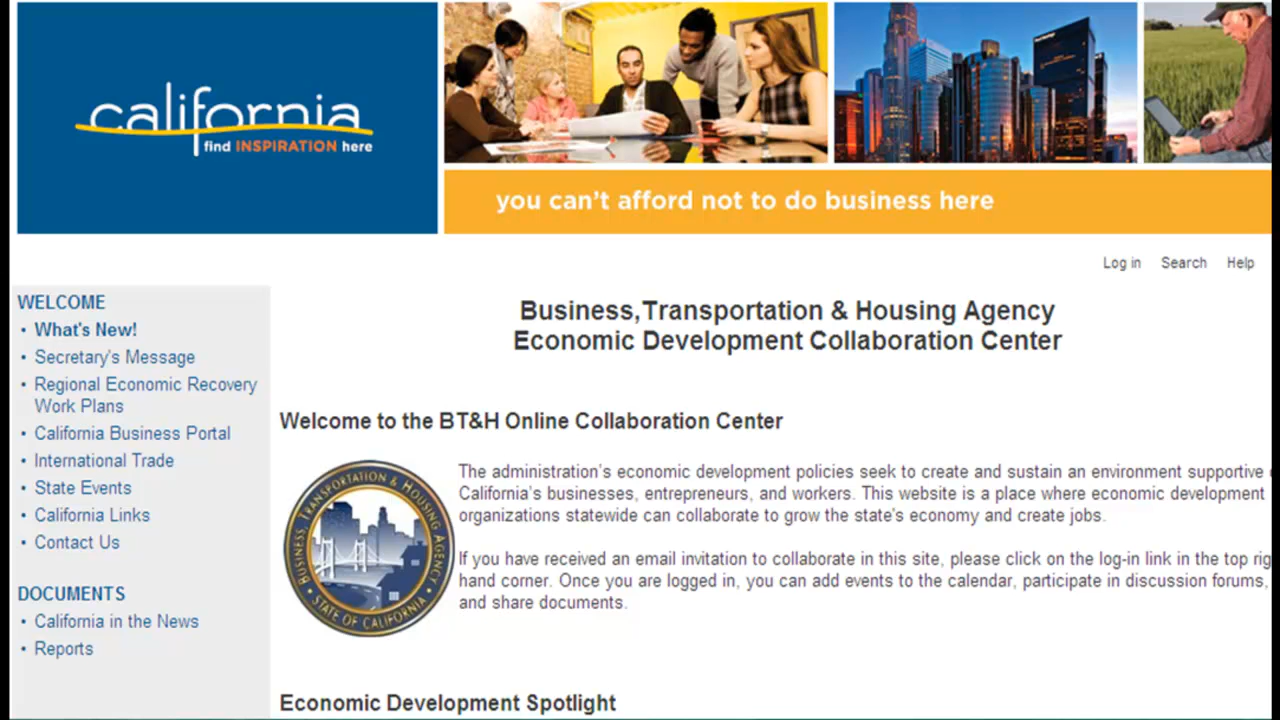 california
find INSPIRATION here
you can't afford not to do business here
Log in Search Help
WELCOME
• What's New!
• Secretary's Message
• Regional Economic Recovery
Work Plans
• California Business Portal
• International Trade
• State Events
• California Links
• Contact Us
DOCUMENTS
• California in the News
• Reports
Business,Transportation & Housing Agency
Economic Development Collaboration Center
Welcome to the BT&H Online Collaboration Center
BUSINESS, TRANSPORTATION & HOUSING AGENCY
• STATE OF CALIFORNIA •
The administration's economic development policies seek to create and sustain an environment supportive
California's businesses, entrepreneurs, and workers. This website is a place where economic development
organizations statewide can collaborate to grow the state's economy and create jobs.
If you have received an email invitation to collaborate in this site, please click on the log-in link in the top rig
hand corner. Once you are logged in, you can add events to the calendar, participate in discussion forums,
and share documents.
Economic Development Spotlight